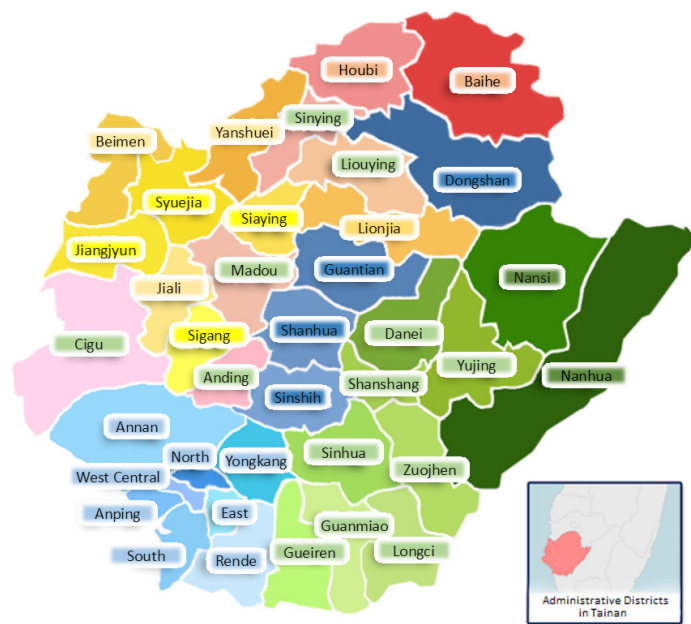 Houbi
Baihe
Sinying
Yanshuei
Beimen
Liouying
Dongshan
Syuejia
Siaying
Lionjia
Jiangjyun
Madou
Guantian
Nansi
Jiali
Cigu
Sigang
Shanhua
Danei
Yujing
Nanhua
Anding
Shanshang
Sinshih
Annan
North
Yongkang
Sinhua
Zuojhen
West Central
Anping
East
Guanmiao
South
Rende
Gueiren
Longci
Administrative Districts
in Tainan